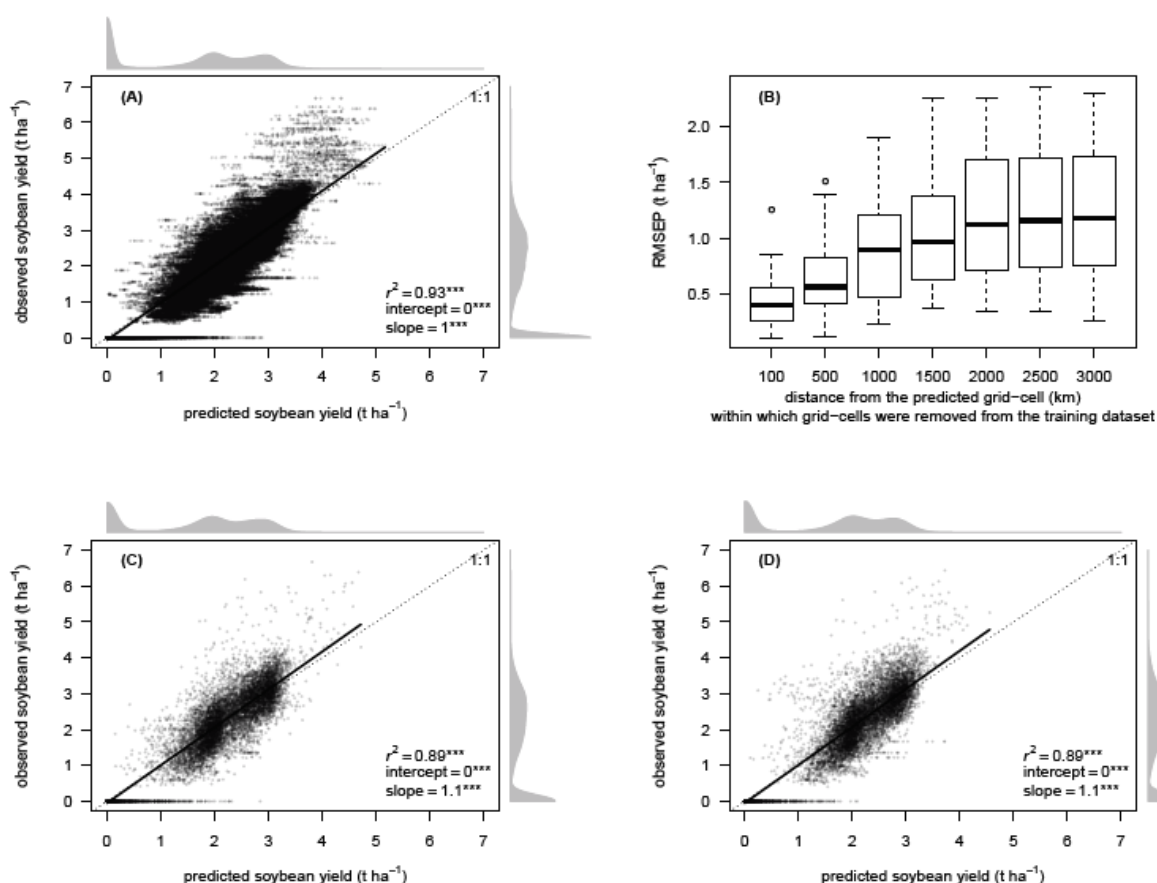 (A)
1:1
7
6
5
4
3
2
1
0
observed soybean yield (t ha⁻¹)
r² = 0.93***
intercept = 0***
slope = 1***
0 1 2 3 4 5 6 7
predicted soybean yield (t ha⁻¹)
(B)
2.0
1.5
1.0
0.5
RMSEP (t ha⁻¹)
100 500 1000 1500 2000 2500 3000
distance from the predicted grid−cell (km)
within which grid−cells were removed from the training dataset
(C)
1:1
7
6
5
4
3
2
1
0
observed soybean yield (t ha⁻¹)
r² = 0.89***
intercept = 0***
slope = 1.1***
0 1 2 3 4 5 6 7
predicted soybean yield (t ha⁻¹)
(D)
1:1
7
6
5
4
3
2
1
0
observed soybean yield (t ha⁻¹)
r² = 0.89***
intercept = 0***
slope = 1.1***
0 1 2 3 4 5 6 7
predicted soybean yield (t ha⁻¹)